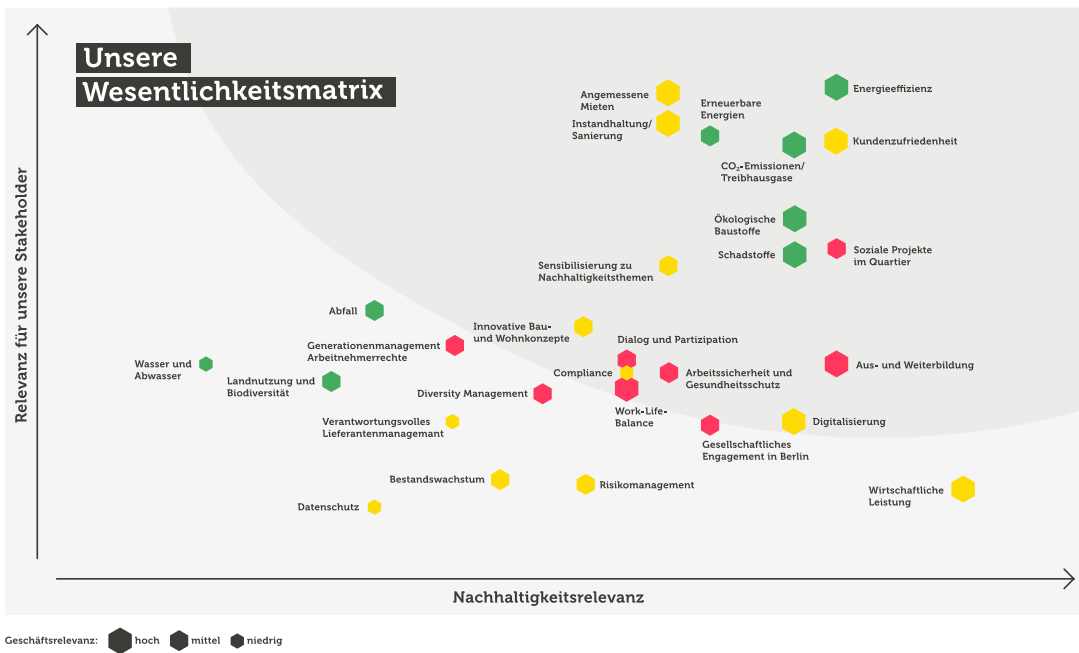 Unsere
Wesentlichkeitsmatrix
Relevanz für unsere Stakeholder
Angemessene
Mieten
Instandhaltung/
Sanierung
Erneuerbare
Energien
Energieeffizienz
Kundenzufriedenheit
CO₂-Emissionen/
Treibhausgase
Ökologische
Baustoffe
Schadstoffe
Soziale Projekte
im Quartier
Sensibilisierung zu
Nachhaltigkeitsthemen
Abfall
Innovative Bau-
und Wohnkonzepte
Generationenmanagement
Arbeitnehmerrechte
Dialog und Partizipation
Wasser und
Abwasser
Landnutzung und
Biodiversität
Compliance
Arbeitssicherheit und
Gesundheitsschutz
Aus- und Weiterbildung
Diversity Management
Work-Life-
Balance
Verantwortungsvolles
Lieferantenmanagemant
Digitalisierung
Gesellschaftliches
Engagement in Berlin
Bestandswachstum
Risikomanagement
Wirtschaftliche
Leistung
Datenschutz
Nachhaltigkeitsrelevanz
Geschäftsrelevanz: hoch mittel niedrig